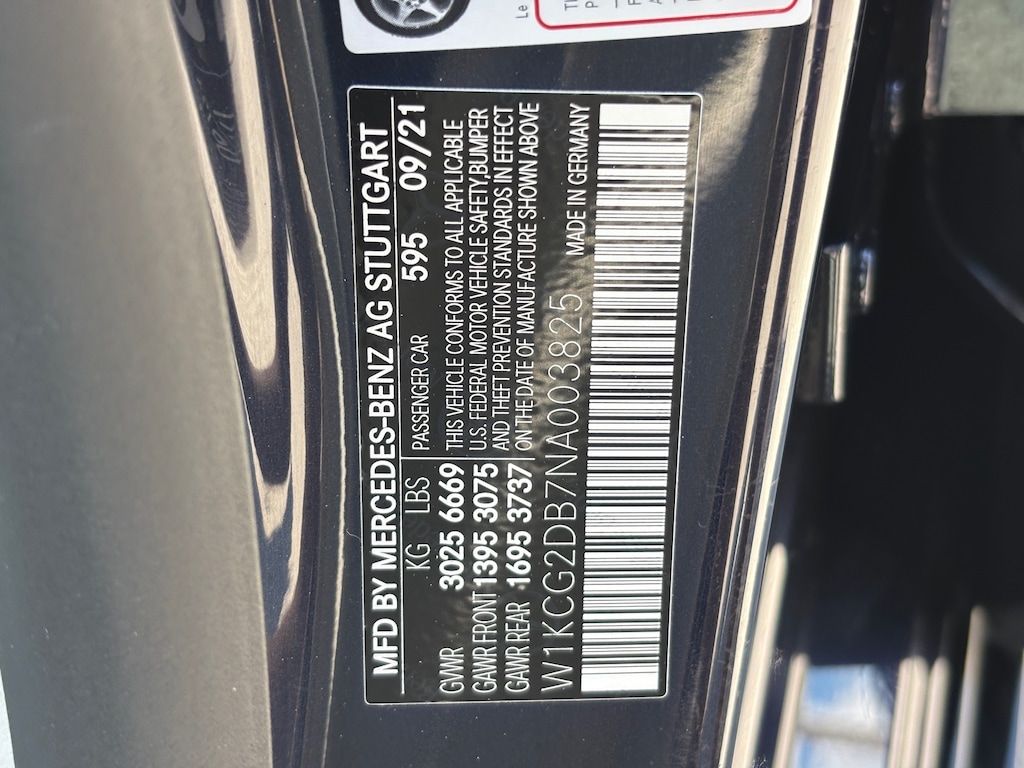 MFD BY MERCEDES-BENZ AG STUTTGART
KG LBS PASSENGER CAR 595 09/21
GVWR 3025 6669
GAWR FRONT 1395 3075
GAWR REAR 1695 3737
THIS VEHICLE CONFORMS TO ALL APPLICABLE
U.S. FEDERAL MOTOR VEHICLE SAFETY,BUMPER
AND THEFT PREVENTION STANDARDS IN EFFECT
ON THE DATE OF MANUFACTURE SHOWN ABOVE
W1KCG2DB7NA003825 MADE IN GERMANY
Le